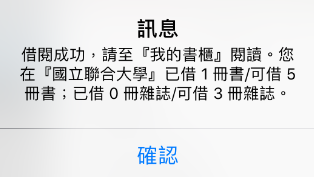 訊息
借閱成功，請至『我的書櫃』閱讀。您
在『國立聯合大學』已借 1 冊書/可借 5
冊書；已借 0 冊雜誌/可借 3 冊雜誌。
確認